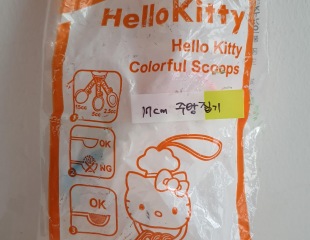 Hello Kitty
Hello Kitty
Colorful Scoops
17cm 주방집기
OK
NG
OK